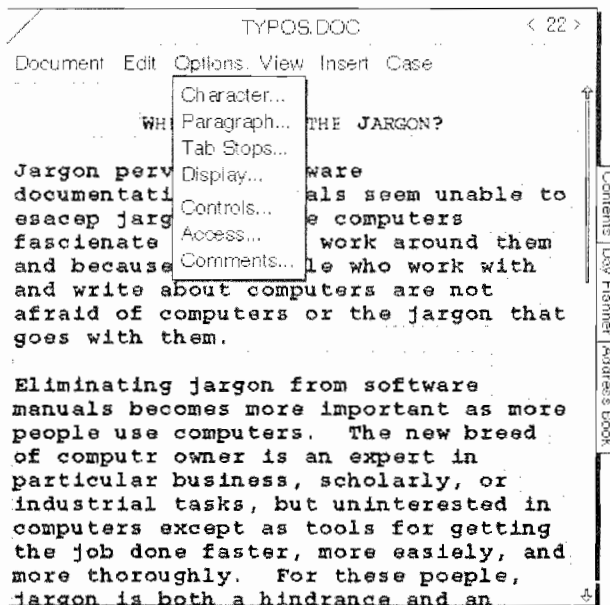 TYPOS.DOC < 22 >
Document Edit Options View Insert Case
Character...
Paragraph...
Tab Stops...
Display...
Controls...
Access...
Comments...
WH THE JARGON?
Jargon perv ware
documentati als seem unable to
esacep jarg e computers
fascienate work around them
and because le who work with
and write about computers are not
afraid of computers or the jargon that
goes with them.
Eliminating jargon from software
manuals becomes more important as more
people use computers. The new breed
of computr owner is an expert in
particular business, scholarly, or
industrial tasks, but uninterested in
computers except as tools for getting
the job done faster, more easiely, and
more thoroughly. For these poeple,
jargon is both a hindrance and an
Contents
Day Planner
Address Book